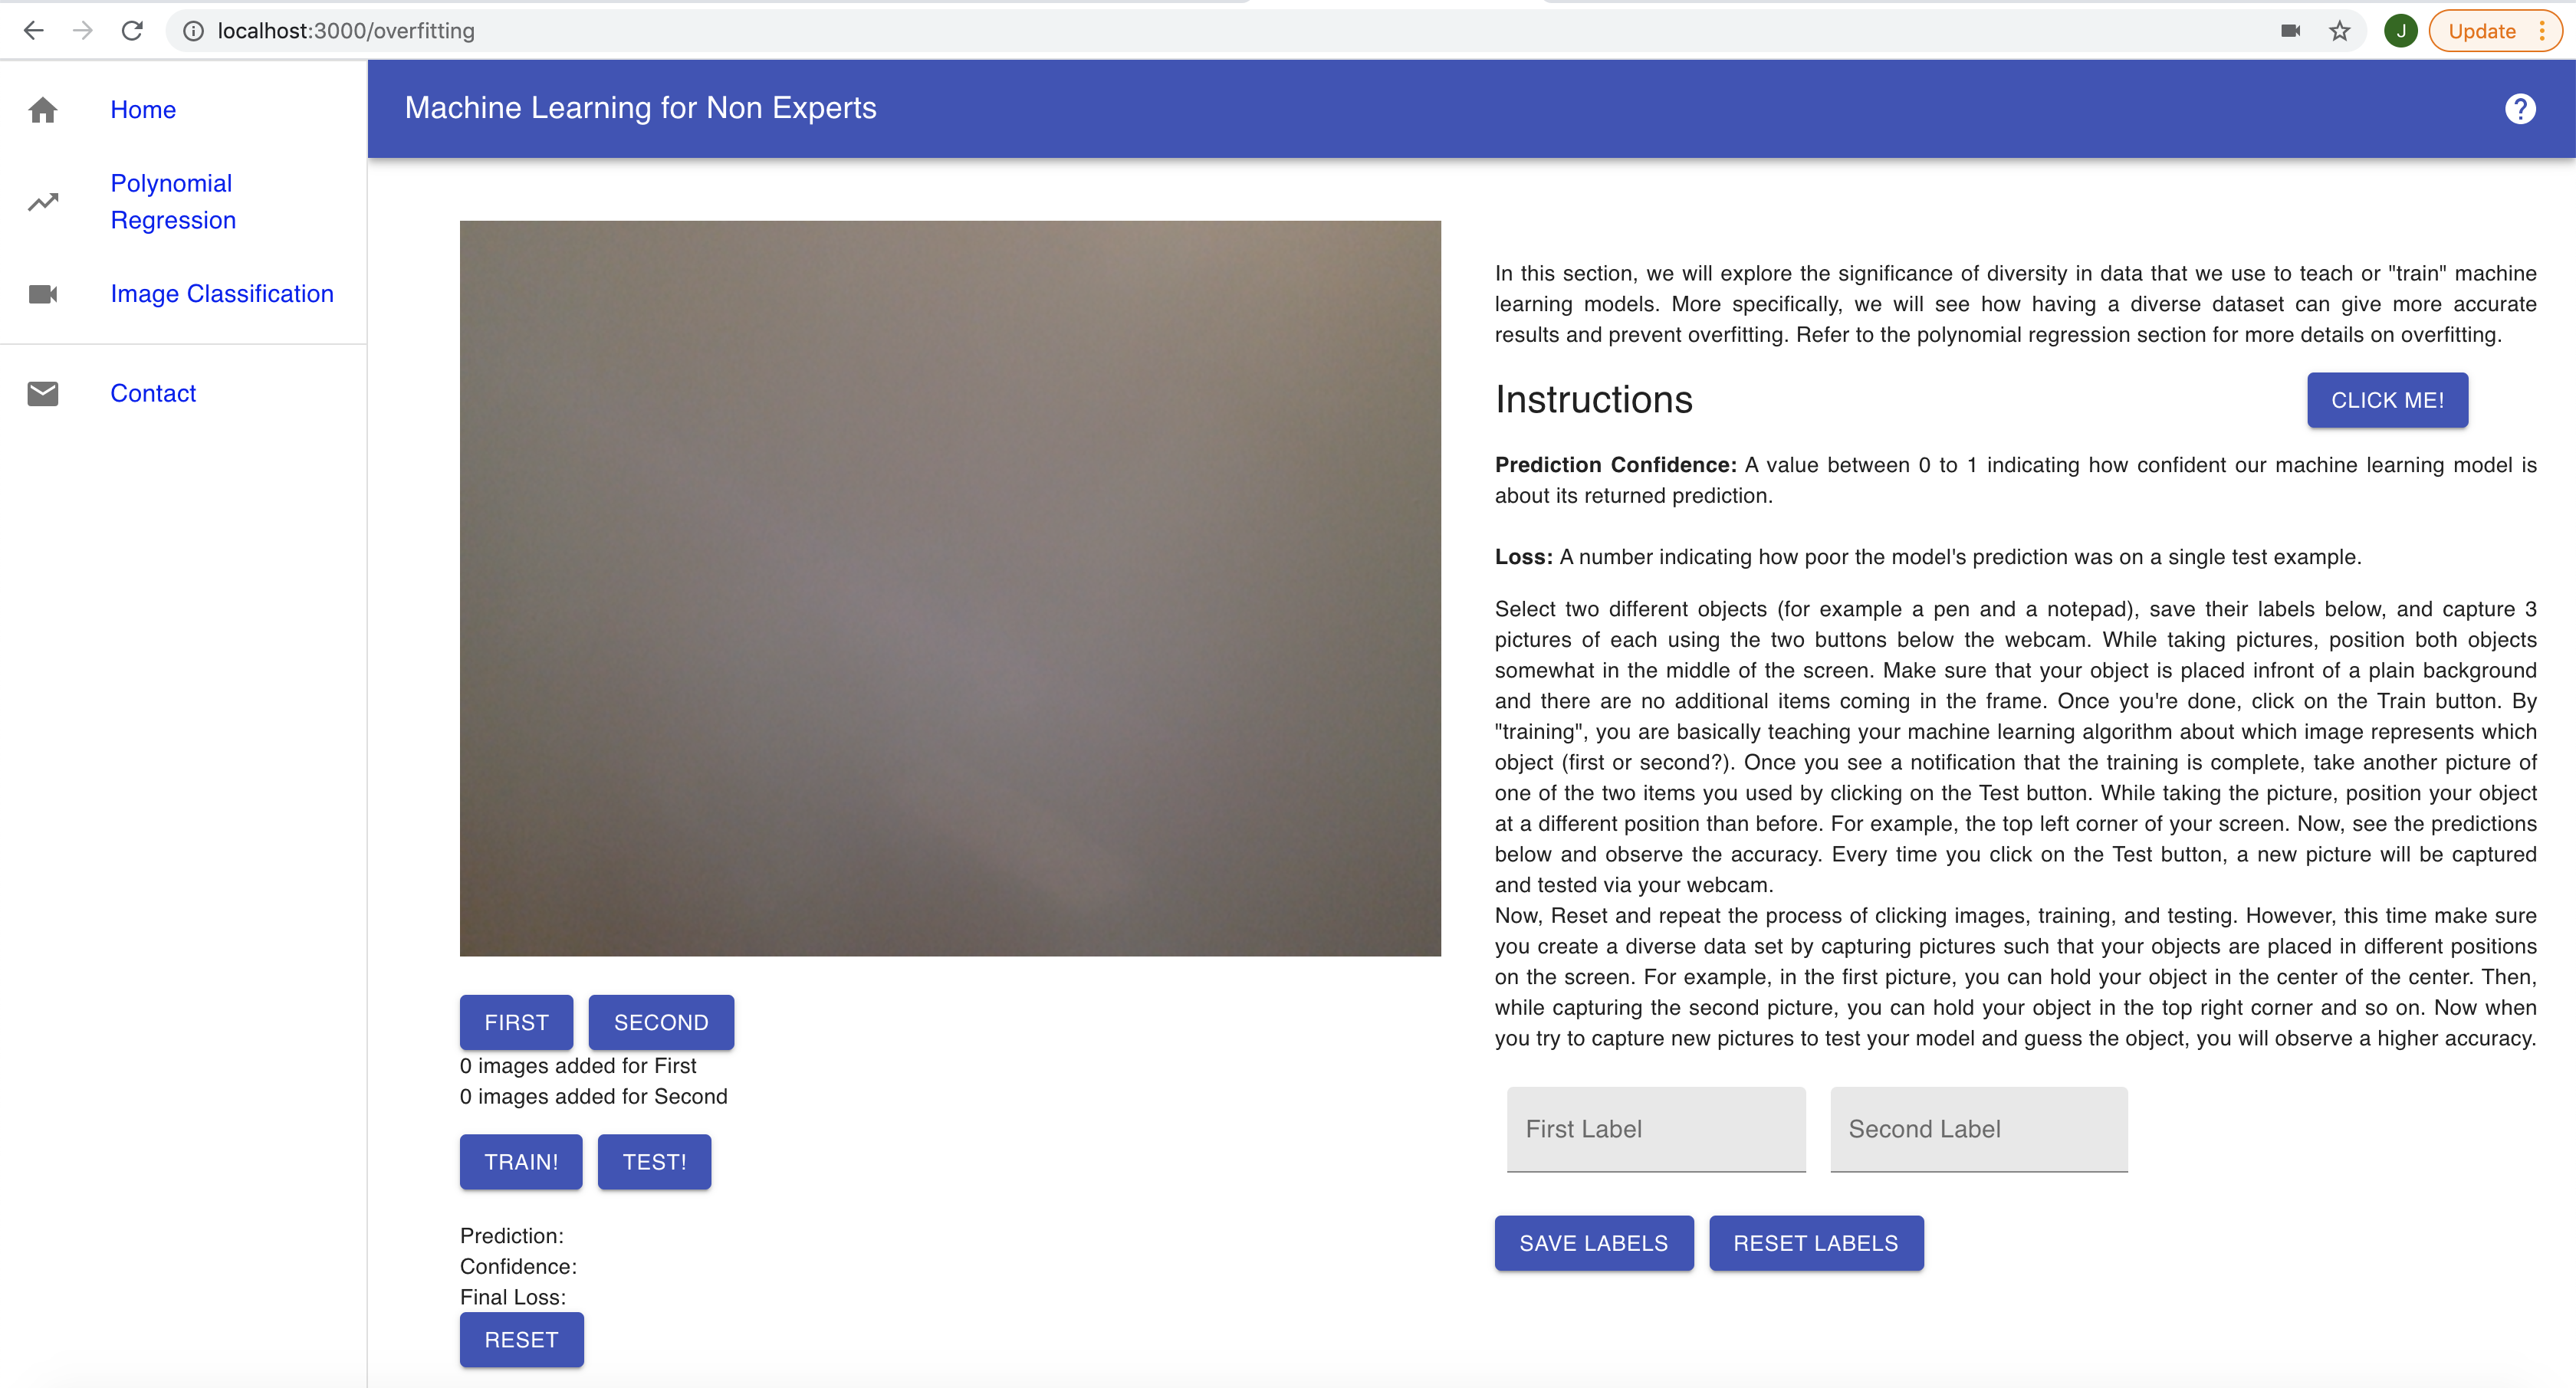 localhost:3000/overfitting
J
Update
Home
Polynomial
Regression
Image Classification
Contact
Machine Learning for Non Experts
?
In this section, we will explore the significance of diversity in data that we use to teach or "train" machine
learning models. More specifically, we will see how having a diverse dataset can give more accurate
results and prevent overfitting. Refer to the polynomial regression section for more details on overfitting.
Instructions
CLICK ME!
Prediction Confidence: A value between 0 to 1 indicating how confident our machine learning model is
about its returned prediction.
Loss: A number indicating how poor the model's prediction was on a single test example.
Select two different objects (for example a pen and a notepad), save their labels below, and capture 3
pictures of each using the two buttons below the webcam. While taking pictures, position both objects
somewhat in the middle of the screen. Make sure that your object is placed infront of a plain background
and there are no additional items coming in the frame. Once you're done, click on the Train button. By
"training", you are basically teaching your machine learning algorithm about which image represents which
object (first or second?). Once you see a notification that the training is complete, take another picture of
one of the two items you used by clicking on the Test button. While taking the picture, position your object
at a different position than before. For example, the top left corner of your screen. Now, see the predictions
below and observe the accuracy. Every time you click on the Test button, a new picture will be captured
and tested via your webcam.
Now, Reset and repeat the process of clicking images, training, and testing. However, this time make sure
you create a diverse data set by capturing pictures such that your objects are placed in different positions
on the screen. For example, in the first picture, you can hold your object in the center of the center. Then,
while capturing the second picture, you can hold your object in the top right corner and so on. Now when
you try to capture new pictures to test your model and guess the object, you will observe a higher accuracy.
First Label
Second Label
SAVE LABELS
RESET LABELS
FIRST
SECOND
0 images added for First
0 images added for Second
TRAIN!
TEST!
Prediction:
Confidence:
Final Loss:
RESET